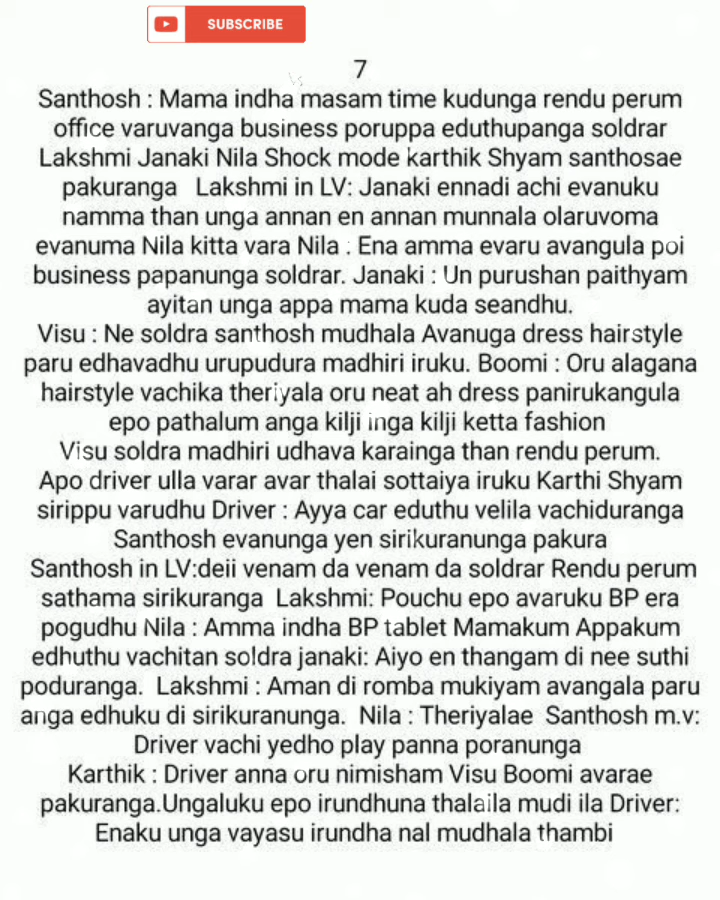 SUBSCRIBE
7
Santhosh : Mama indha masam time kudunga rendu perum
office varuvanga business poruppa eduthupanga soldrar
Lakshmi Janaki Nila Shock mode karthik Shyam santhosae
pakuranga Lakshmi in LV: Janaki ennadi achi evanuku
namma than unga annan en annan munnala olaruvoma
evanuma Nila kitta vara Nila : Ena amma evaru avangula poi
business papanunga soldrar. Janaki : Un purushan paithyam
ayitan unga appa mama kuda seandhu.
Visu : Ne soldra santhosh mudhala Avanuga dress hairstyle
paru edhavadhu urupudura madhiri iruku. Boomi : Oru alagana
hairstyle vachika theriyala oru neat ah dress panirukangula
epo pathalum anga kilji inga kilji ketta fashion
Visu soldra madhiri udhava karainga than rendu perum.
Apo driver ulla varar avar thalai sottaiya iruku Karthi Shyam
sirippu varudhu Driver : Ayya car eduthu velila vachiduranga
Santhosh evanunga yen sirikuranunga pakura
Santhosh in LV:deii venam da venam da soldrar Rendu perum
sathama sirikuranga Lakshmi: Pouchu epo avaruku BP era
pogudhu Nila : Amma indha BP tablet Mamakum Appakum
edhuthu vachitan soldra janaki: Aiyo en thangam di nee suthi
poduranga. Lakshmi : Aman di romba mukiyam avangala paru
anga edhuku di sirikuranunga. Nila : Theriyalae Santhosh m.v:
Driver vachi yedho play panna poranunga
Karthik : Driver anna oru nimisham Visu Boomi avarae
pakuranga.Ungaluku epo irundhuna thalaila mudi ila Driver:
Enaku unga vayasu irundha nal mudhala thambi